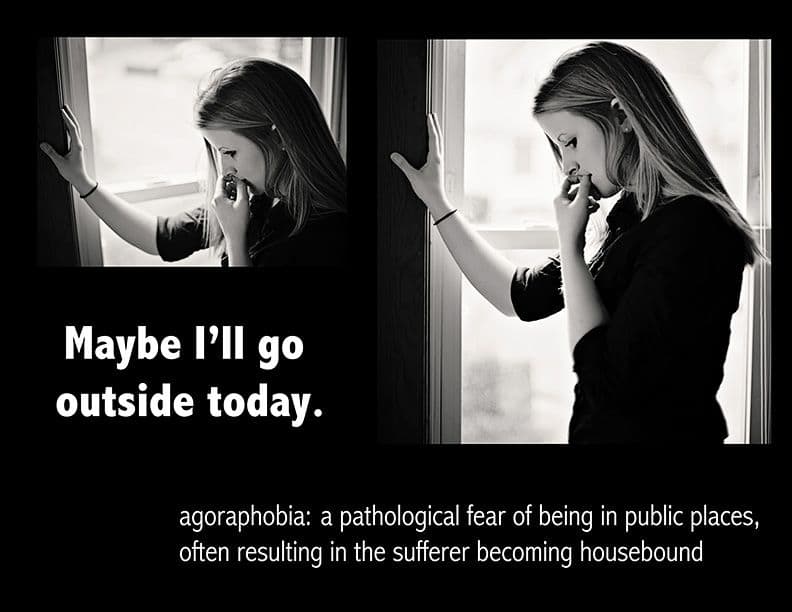 Maybe I'll go
outside today.
agoraphobia: a pathological fear of being in public places,
often resulting in the sufferer becoming housebound